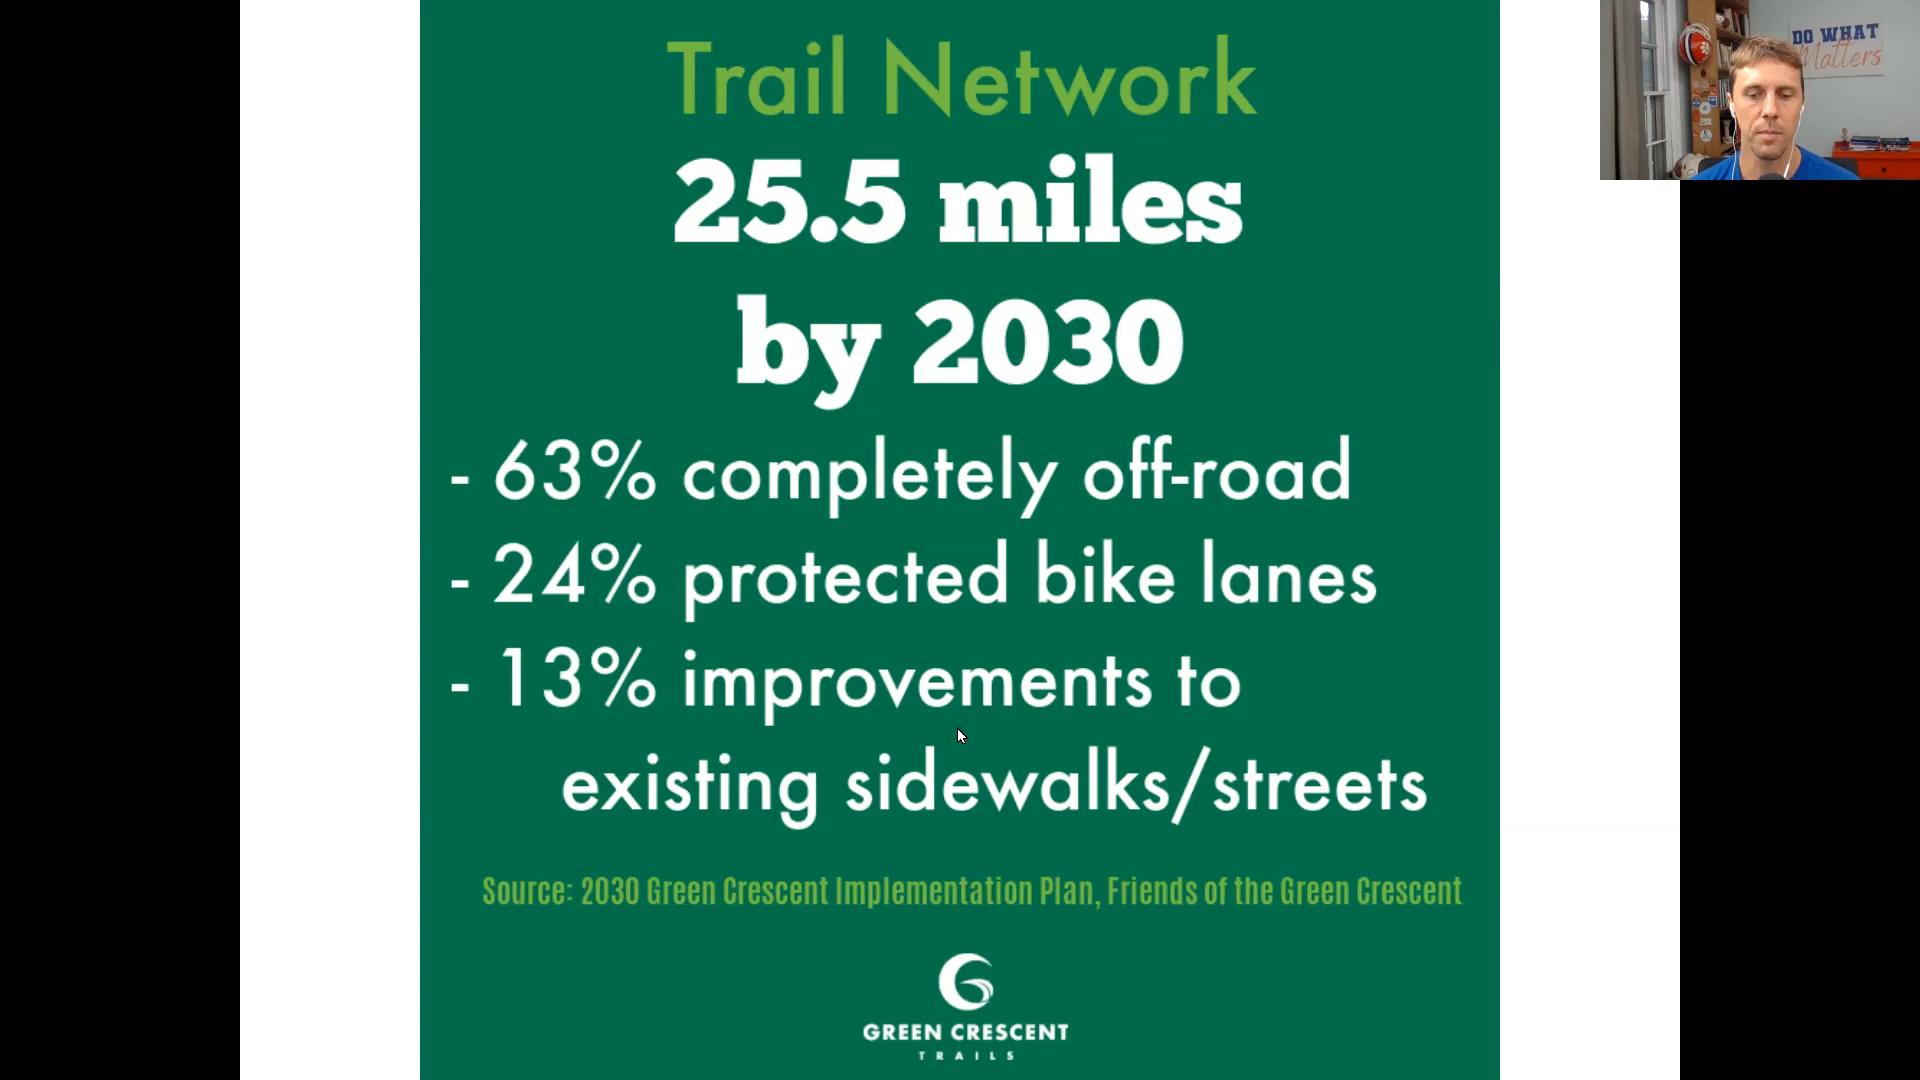 Trail Network
25.5 miles
by 2030
- 63% completely off-road
- 24% protected bike lanes
- 13% improvements to
existing sidewalks/streets
Source: 2030 Green Crescent Implementation Plan, Friends of the Green Crescent
GREEN CRESCENT
TRAILS
DO WHAT
Matters